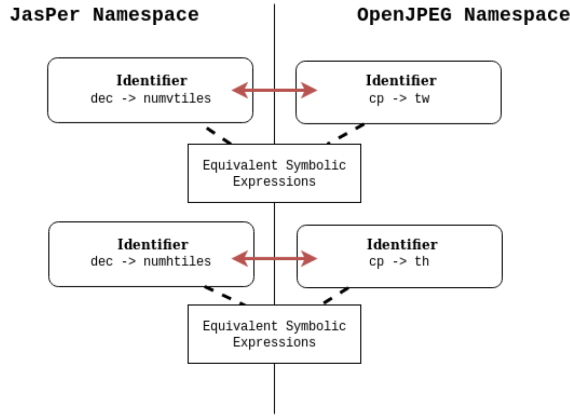 JasPer Namespace
OpenJPEG Namespace
Identifier
dec -> numvtiles
Identifier
cp -> tw
Equivalent Symbolic
Expressions
Identifier
dec -> numhtiles
Identifier
cp -> th
Equivalent Symbolic
Expressions